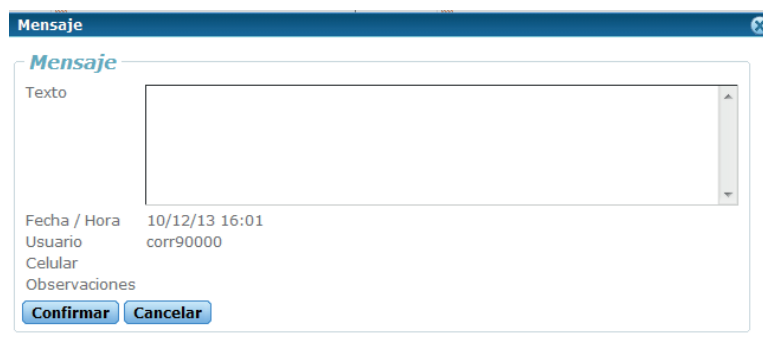 Mensaje
Mensaje
Texto
Fecha / Hora 10/12/13 16:01
Usuario corr90000
Celular
Observaciones
Confirmar Cancelar